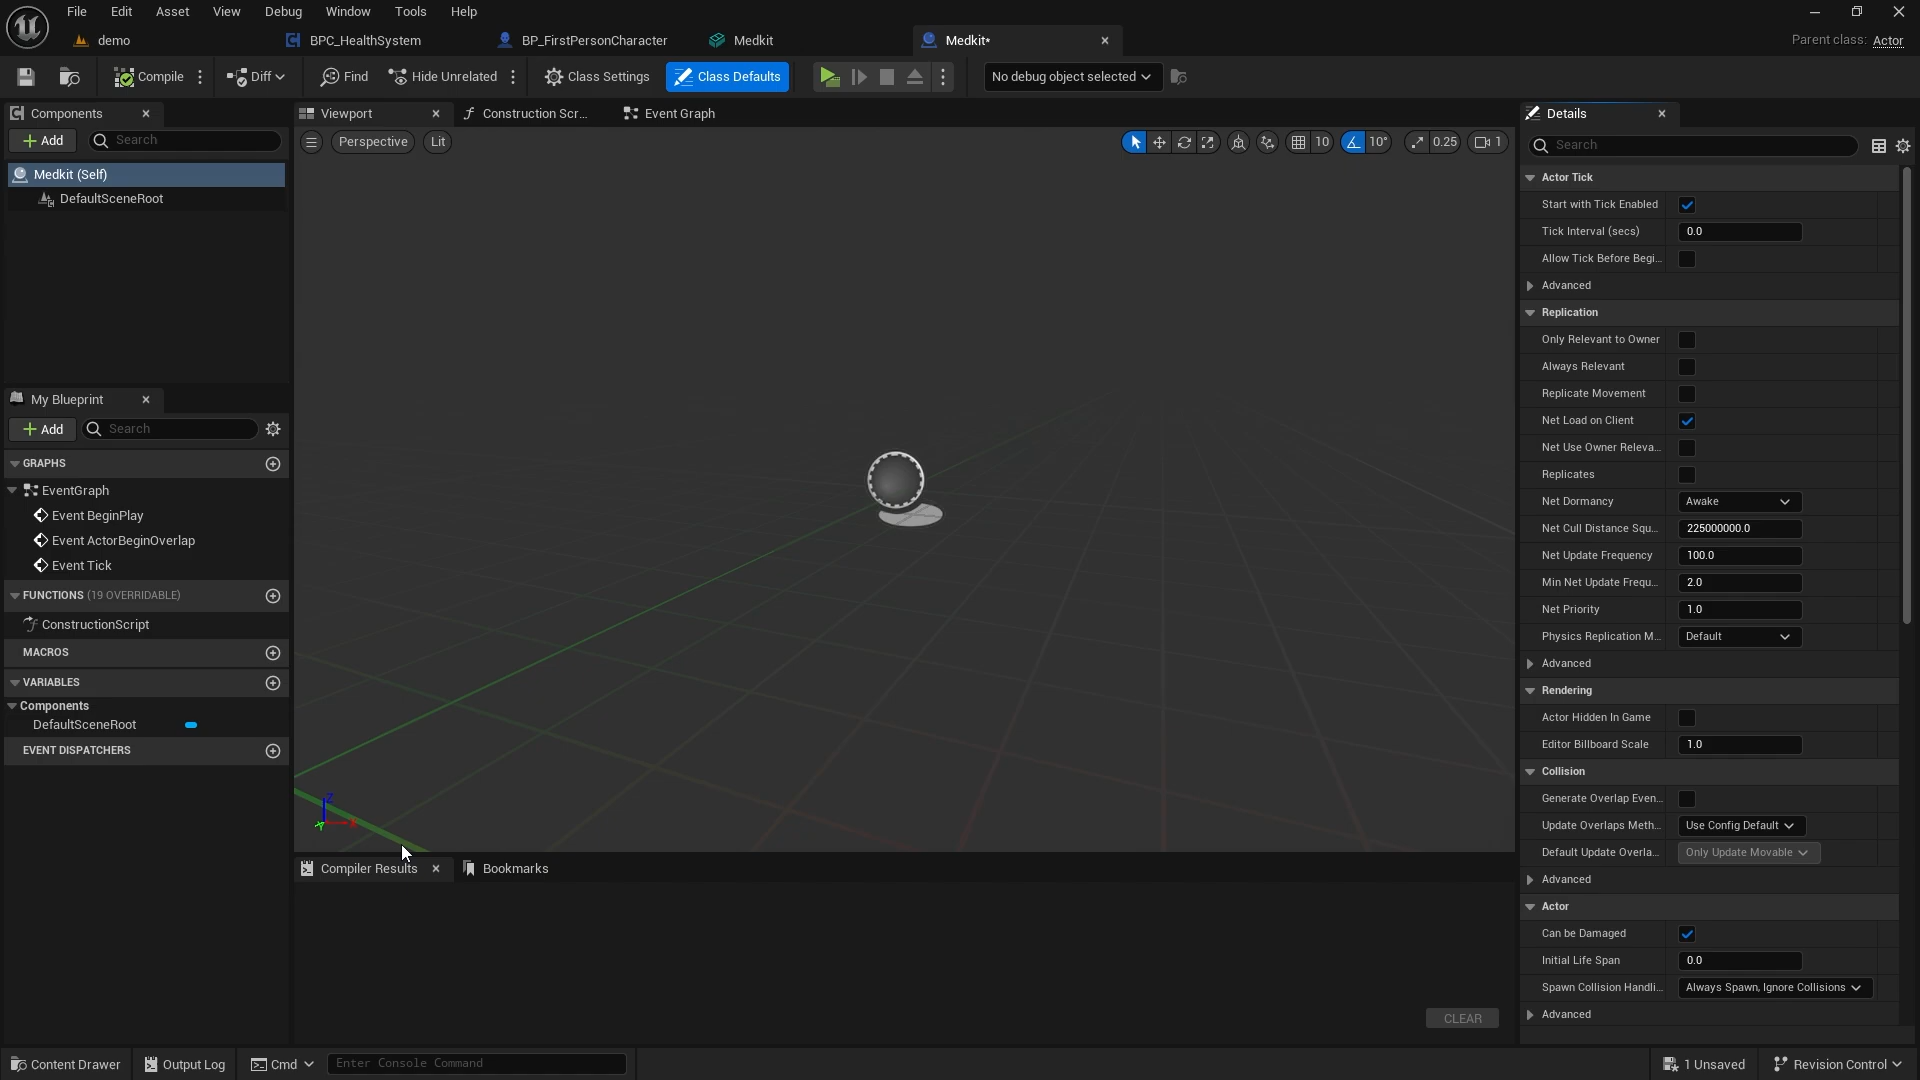 File Edit Asset View Debug Window Tools Help
demo BPC_HealthSystem BP_FirstPersonCharacter Medkit Medkit* Parent class: Actor
Compile Diff Find Hide Unrelated Class Settings Class Defaults No debug object selected
Components
Add Search
Medkit (Self)
DefaultSceneRoot
My Blueprint
Add Search
GRAPHS
EventGraph
Event BeginPlay
Event ActorBeginOverlap
Event Tick
FUNCTIONS (19 OVERRIDABLE)
ConstructionScript
MACROS
VARIABLES
Components
DefaultSceneRoot
EVENT DISPATCHERS
Viewport Construction Scr... Event Graph
Perspective Lit 10 10° 0.25 1
Z
Y X
Compiler Results Bookmarks
CLEAR
Details
Search
Actor Tick
Start with Tick Enabled
Tick Interval (secs) 0.0
Allow Tick Before Begi...
Advanced
Replication
Only Relevant to Owner
Always Relevant
Replicate Movement
Net Load on Client
Net Use Owner Releva...
Replicates
Net Dormancy Awake
Net Cull Distance Squ... 225000000.0
Net Update Frequency 100.0
Min Net Update Frequ... 2.0
Net Priority 1.0
Physics Replication M... Default
Advanced
Rendering
Actor Hidden In Game
Editor Billboard Scale 1.0
Collision
Generate Overlap Even...
Update Overlaps Meth... Use Config Default
Default Update Overla... Only Update Movable
Advanced
Actor
Can be Damaged
Initial Life Span 0.0
Spawn Collision Handli... Always Spawn, Ignore Collisions
Advanced
Content Drawer Output Log Cmd Enter Console Command 1 Unsaved Revision Control